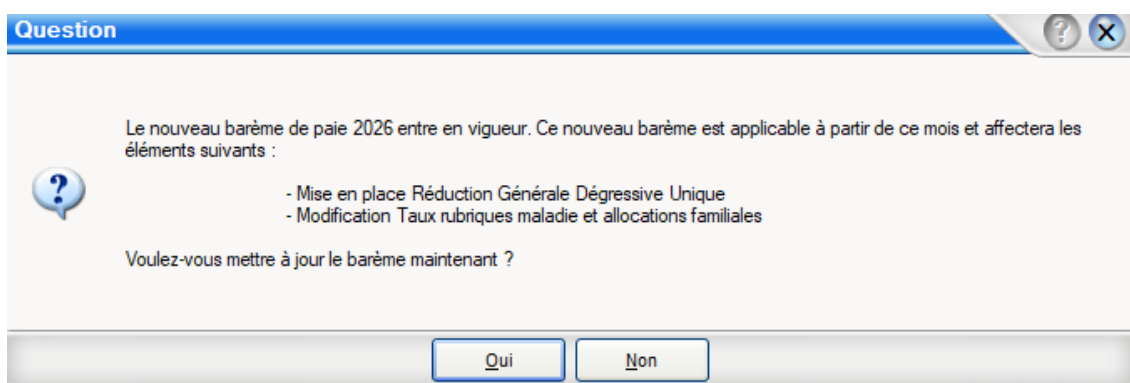 Question
Le nouveau barème de paie 2026 entre en vigueur. Ce nouveau barème est applicable à partir de ce mois et affectera les
éléments suivants :
- Mise en place Réduction Générale Dégressive Unique
- Modification Taux rubriques maladie et allocations familiales
Voulez-vous mettre à jour le barème maintenant ?
Oui
Non